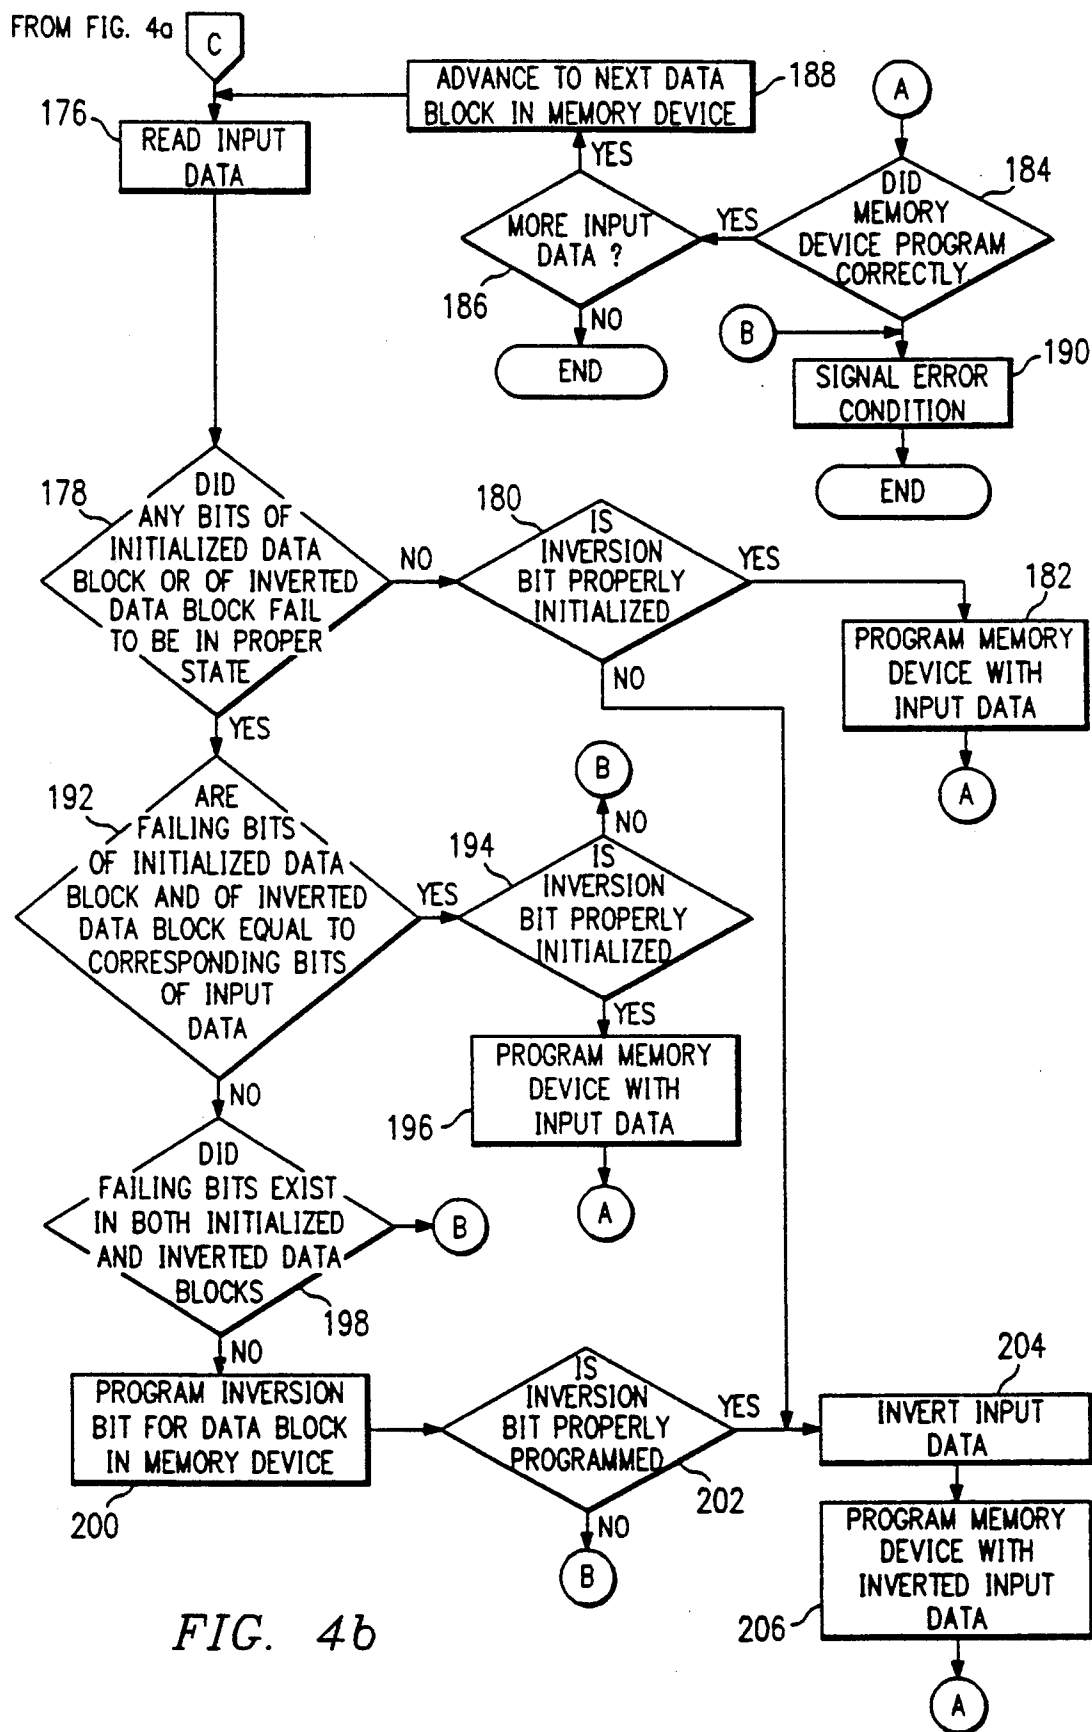 FROM FIG. 4a
C
176
READ INPUT
DATA
ADVANCE TO NEXT DATA
BLOCK IN MEMORY DEVICE
188
YES
MORE INPUT
DATA ?
186
NO
END
A
DID
MEMORY
DEVICE PROGRAM
CORRECTLY
184
YES
B
190
SIGNAL ERROR
CONDITION
END
178
DID
ANY BITS OF
INITIALIZED DATA
BLOCK OR OF INVERTED
DATA BLOCK FAIL
TO BE IN PROPER
STATE
NO
YES
180
IS
INVERSION
BIT PROPERLY
INITIALIZED
YES
NO
182
PROGRAM MEMORY
DEVICE WITH
INPUT DATA
A
192
ARE
FAILING BITS
OF INITIALIZED DATA
BLOCK AND OF INVERTED
DATA BLOCK EQUAL TO
CORRESPONDING BITS
OF INPUT
DATA
YES
NO
B
NO
194
IS
INVERSION
BIT PROPERLY
INITIALIZED
YES
PROGRAM MEMORY
DEVICE WITH
INPUT DATA
196
A
DID
FAILING BITS EXIST
IN BOTH INITIALIZED
AND INVERTED DATA
BLOCKS
198
B
NO
PROGRAM INVERSION
BIT FOR DATA BLOCK
IN MEMORY DEVICE
200
IS
INVERSION
BIT PROPERLY
PROGRAMMED
202
YES
NO
B
204
INVERT INPUT
DATA
PROGRAM MEMORY
DEVICE WITH
INVERTED INPUT
DATA
206
A
FIG. 4b